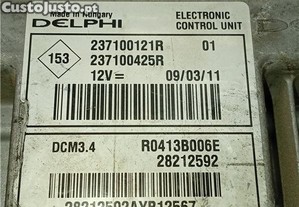 CustoJusto.pt
Made in Hungary
DELPHI
ELECTRONIC
CONTROL UNIT
153
237100121R 01
237100425R
12V= 09/03/11
DCM3.4 R0413B006E
28212592
28212592AYR12567